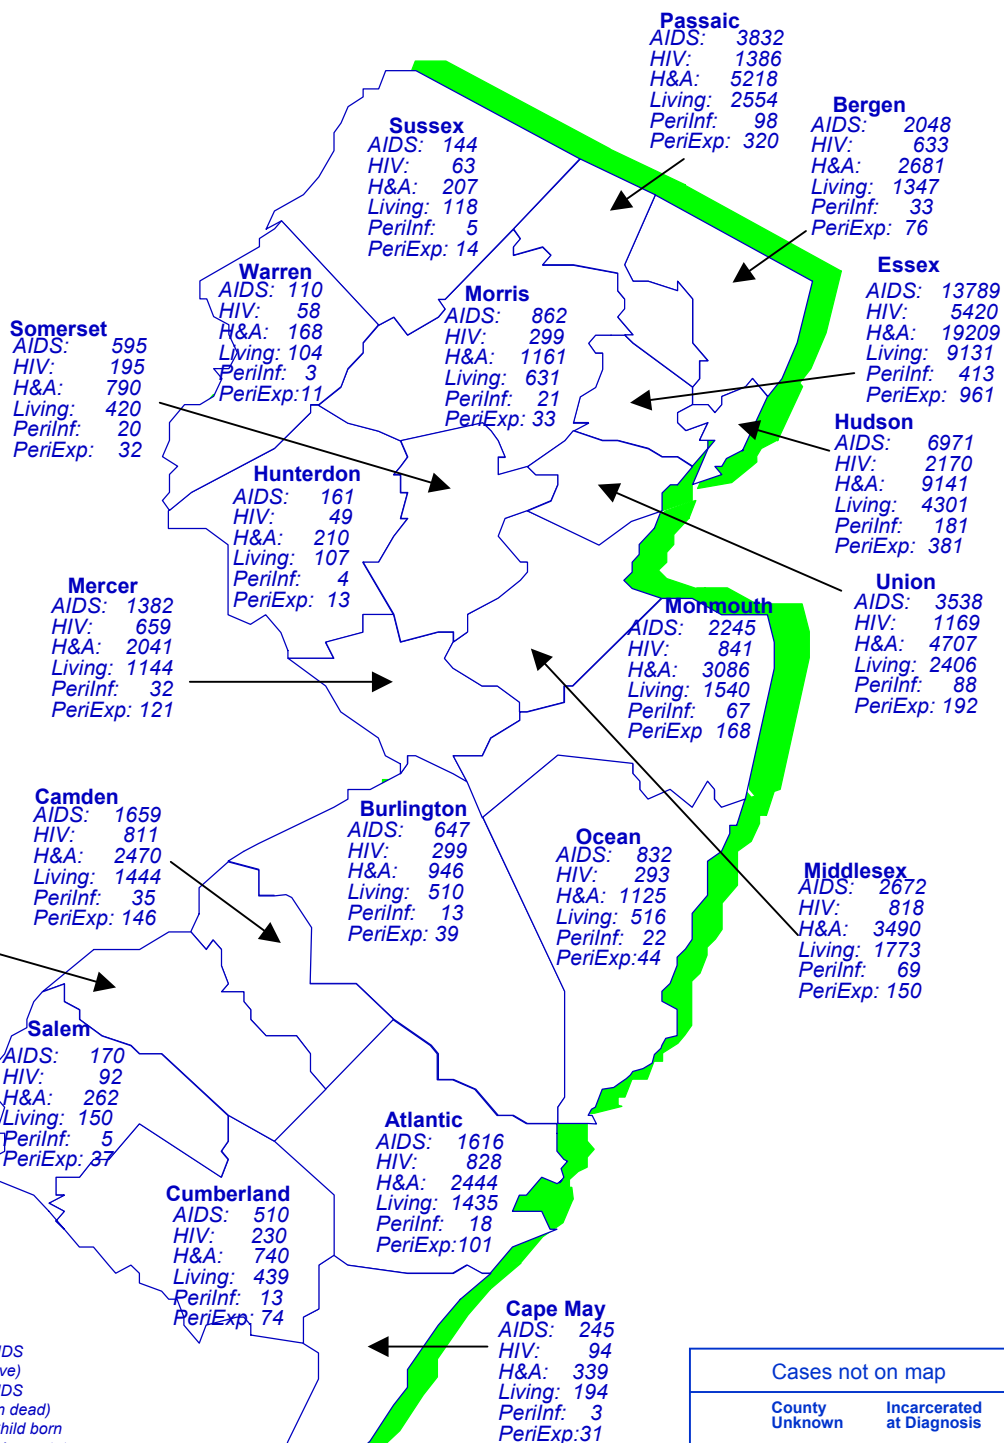 Passaic
AIDS: 3832
HIV: 1386
H&A: 5218
Living: 2554
PeriInf: 98
PeriExp: 320
Bergen
AIDS: 2048
HIV: 633
H&A: 2681
Living: 1347
PeriInf: 33
PeriExp: 76
Sussex
AIDS: 144
HIV: 63
H&A: 207
Living: 118
PeriInf: 5
PeriExp: 14
Warren
AIDS: 110
HIV: 58
H&A: 168
Living: 104
PeriInf: 3
PeriExp: 11
Morris
AIDS: 862
HIV: 299
H&A: 1161
Living: 631
PeriInf: 21
PeriExp: 33
Essex
AIDS: 13789
HIV: 5420
H&A: 19209
Living: 9131
PeriInf: 413
PeriExp: 961
Somerset
AIDS: 595
HIV: 195
H&A: 790
Living: 420
PeriInf: 20
PeriExp: 32
Hudson
AIDS: 6971
HIV: 2170
H&A: 9141
Living: 4301
PeriInf: 181
PeriExp: 381
Hunterdon
AIDS: 161
HIV: 49
H&A: 210
Living: 107
PeriInf: 4
PeriExp: 13
Mercer
AIDS: 1382
HIV: 659
H&A: 2041
Living: 1144
PeriInf: 32
PeriExp: 121
Monmouth
AIDS: 2245
HIV: 841
H&A: 3086
Living: 1540
PeriInf: 67
PeriExp 168
Union
AIDS: 3538
HIV: 1169
H&A: 4707
Living: 2406
PeriInf: 88
PeriExp: 192
Camden
AIDS: 1659
HIV: 811
H&A: 2470
Living: 1444
PeriInf: 35
PeriExp: 146
Burlington
AIDS: 647
HIV: 299
H&A: 946
Living: 510
PeriInf: 13
PeriExp: 39
Ocean
AIDS: 832
HIV: 293
H&A: 1125
Living: 516
PeriInf: 22
PeriExp:44
Middlesex
AIDS: 2672
HIV: 818
H&A: 3490
Living: 1773
PeriInf: 69
PeriExp: 150
Salem
AIDS: 170
HIV: 92
H&A: 262
Living: 150
PeriInf: 5
PeriExp: 37
Atlantic
AIDS: 1616
HIV: 828
H&A: 2444
Living: 1435
PeriInf: 18
PeriExp:101
Cumberland
AIDS: 510
HIV: 230
H&A: 740
Living: 439
PeriInf: 13
PeriExp: 74
Cape May
AIDS: 245
HIV: 94
H&A: 339
Living: 194
PeriInf: 3
PeriExp:31
dead)
born
Cases not on map
County Unknown
Incarcerated at Diagnosis